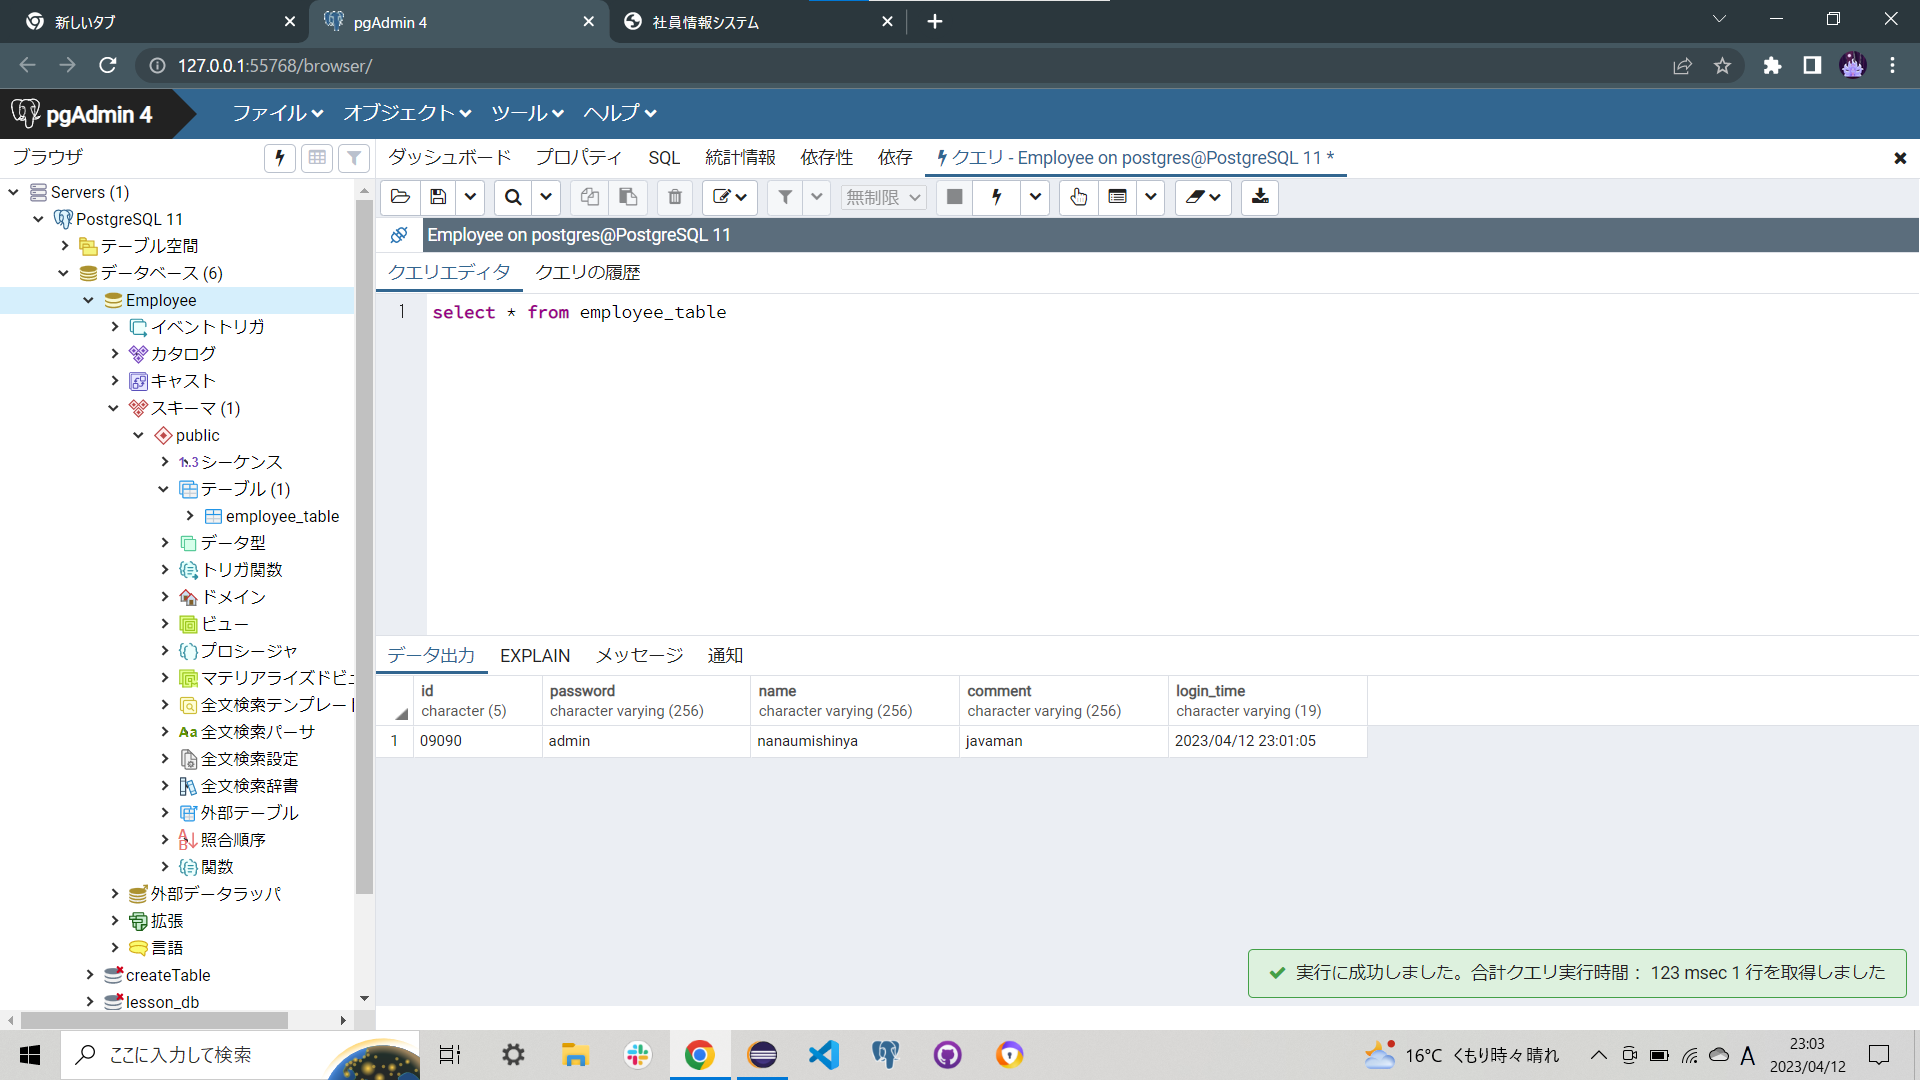 新しいタブ
pgAdmin 4
社員情報システム
127.0.0.1:55768/browser/
pgAdmin 4
ファイル
オブジェクト
ツール
ヘルプ
ブラウザ
ダッシュボード
プロパティ
SQL
統計情報
依存性
依存
クエリ - Employee on postgres@PostgreSQL 11 *
Servers (1)
PostgreSQL 11
テーブル空間
データベース (6)
Employee
イベントトリガ
カタログ
キャスト
スキーマ (1)
public
1..3 シーケンス
テーブル (1)
employee_table
データ型
トリガ関数
ドメイン
ビュー
プロシージャ
マテリアライズドビュ
全文検索テンプレート
Aa 全文検索パーサ
全文検索設定
全文検索辞書
外部テーブル
照合順序
関数
外部データラッパ
拡張
言語
createTable
lesson_db
無制限
Employee on postgres@PostgreSQL 11
クエリエディタ
クエリの履歴
1 select * from employee_table
データ出力
EXPLAIN
メッセージ
通知
id
character (5)
password
character varying (256)
name
character varying (256)
comment
character varying (256)
login_time
character varying (19)
1 09090 admin nanaumishinya javaman 2023/04/12 23:01:05
実行に成功しました。合計クエリ実行時間： 123 msec 1 行を取得しました
ここに入力して検索
16°C くもり時々晴れ
A
23:03
2023/04/12